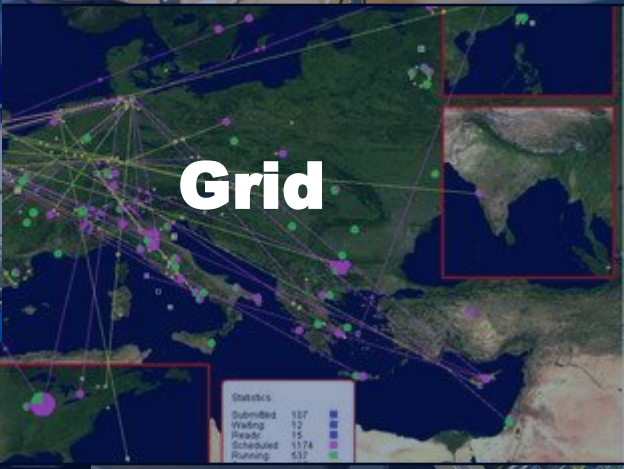 Grid
Statistics:
Submitted: 107
Waiting: 12
Ready: 15
Scheduled: 1174
Running: 537